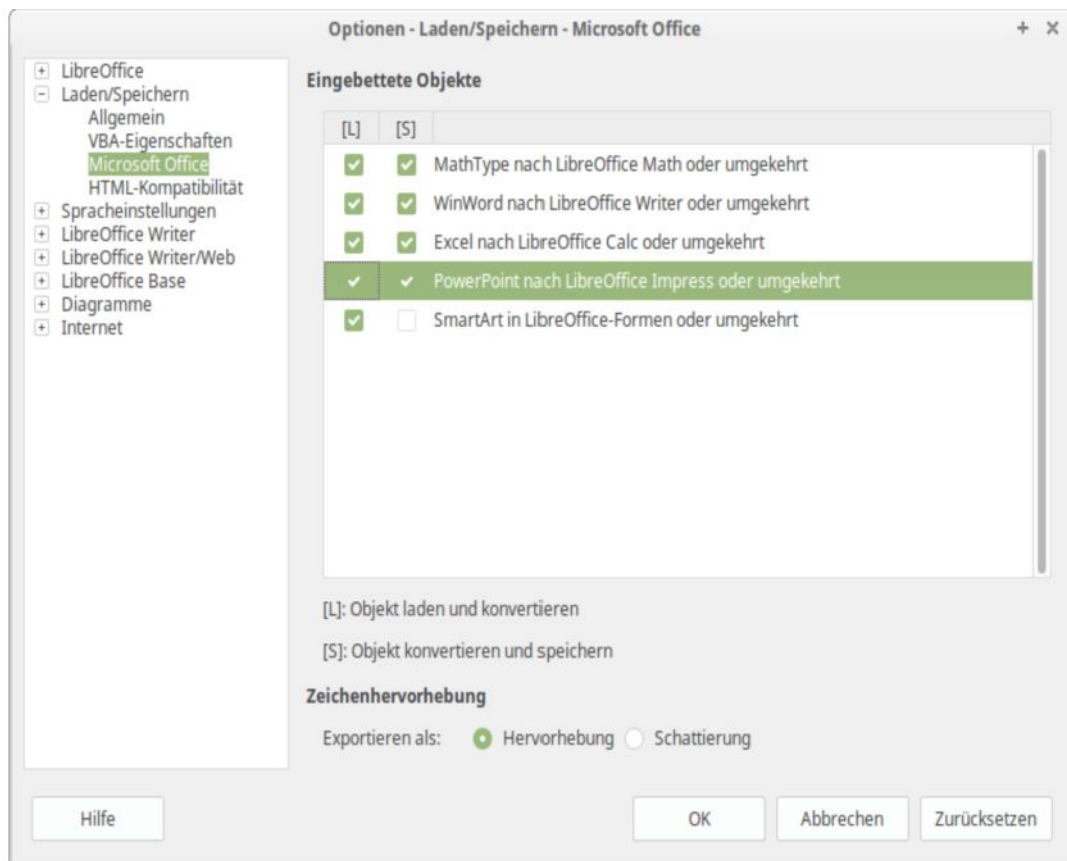 Optionen - Laden/Speichern - Microsoft Office
LibreOffice
Laden/Speichern
Allgemein
VBA-Eigenschaften
Microsoft Office
HTML-Kompatibilität
Spracheinstellungen
LibreOffice Writer
LibreOffice Writer/Web
LibreOffice Base
Diagramme
Internet
Eingebettete Objekte
[L] [S]
MathType nach LibreOffice Math oder umgekehrt
WinWord nach LibreOffice Writer oder umgekehrt
Excel nach LibreOffice Calc oder umgekehrt
PowerPoint nach LibreOffice Impress oder umgekehrt
SmartArt in LibreOffice-Formen oder umgekehrt
[L]: Objekt laden und konvertieren
[S]: Objekt konvertieren und speichern
Zeichenhervorhebung
Exportieren als: Hervorhebung Schattierung
Hilfe OK Abbrechen Zurücksetzen